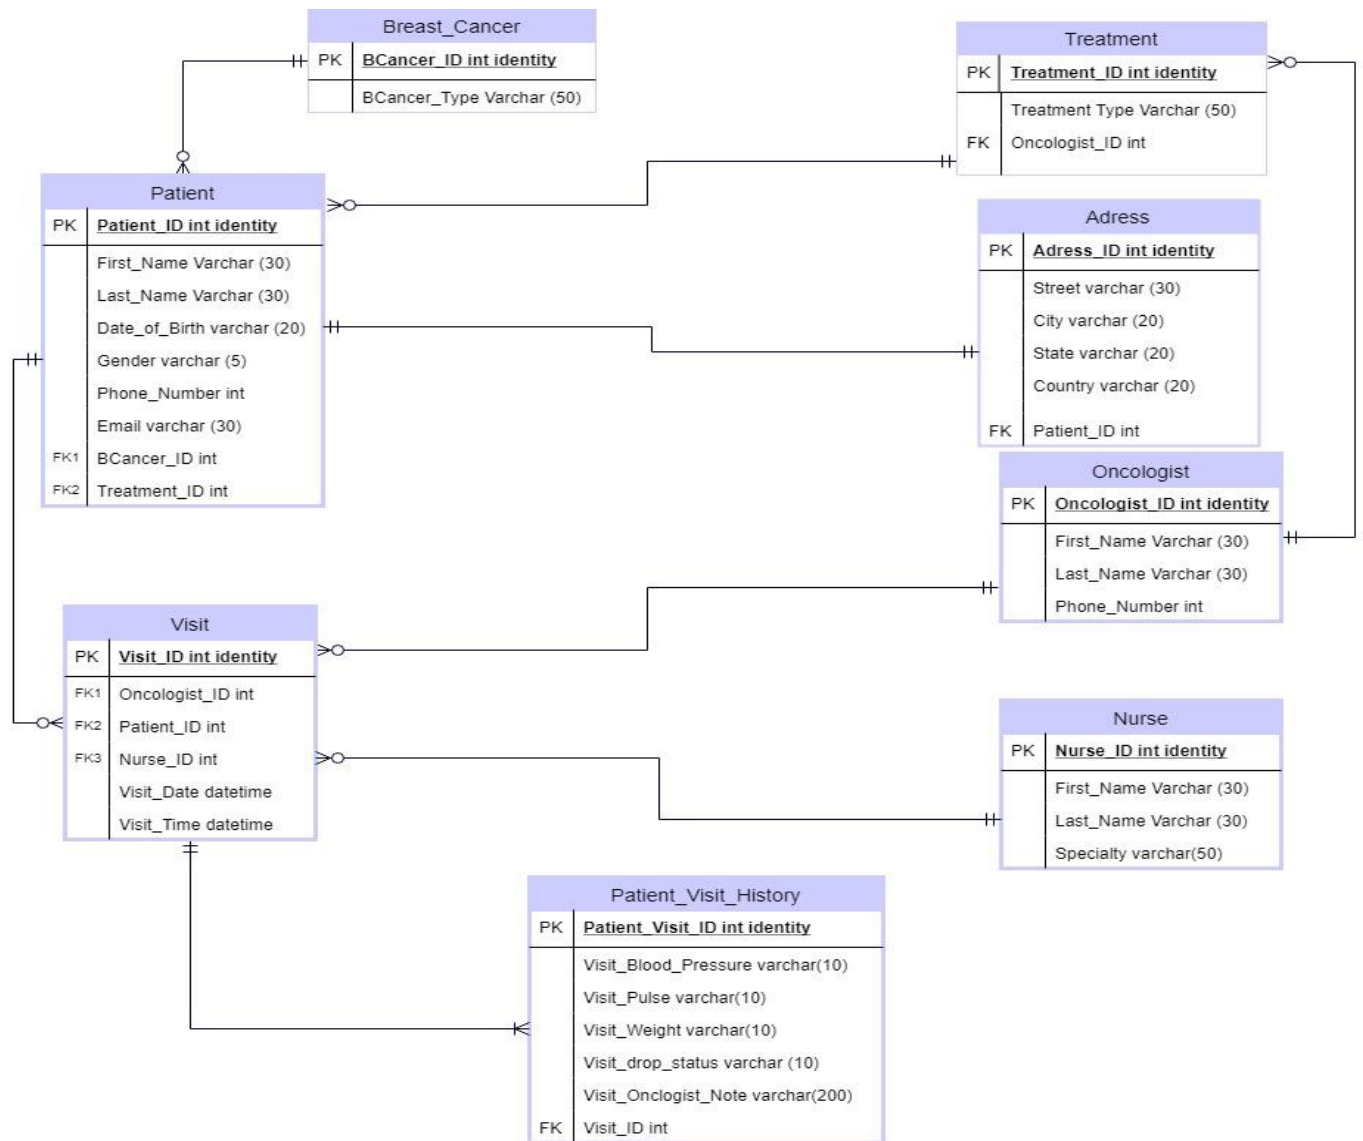 Breast_Cancer
PK BCancer_ID int identity
BCancer_Type Varchar (50)
Treatment
PK Treatment_ID int identity
Treatment Type Varchar (50)
FK Oncologist_ID int
Patient
PK Patient_ID int identity
First_Name Varchar (30)
Last_Name Varchar (30)
Date_of_Birth varchar (20)
Gender varchar (5)
Phone_Number int
Email varchar (30)
FK1 BCancer_ID int
FK2 Treatment_ID int
Adress
PK Adress_ID int identity
Street varchar (30)
City varchar (20)
State varchar (20)
Country varchar (20)
FK Patient_ID int
Oncologist
PK Oncologist_ID int identity
First_Name Varchar (30)
Last_Name Varchar (30)
Phone_Number int
Visit
PK Visit_ID int identity
FK1 Oncologist_ID int
FK2 Patient_ID int
FK3 Nurse_ID int
Visit_Date datetime
Visit_Time datetime
Nurse
PK Nurse_ID int identity
First_Name Varchar (30)
Last_Name Varchar (30)
Specialty varchar(50)
Patient_Visit_History
PK Patient_Visit_ID int identity
Visit_Blood_Pressure varchar(10)
Visit_Pulse varchar(10)
Visit_Weight varchar(10)
Visit_drop_status varchar (10)
Visit_Onclogist_Note varchar(200)
FK Visit_ID int